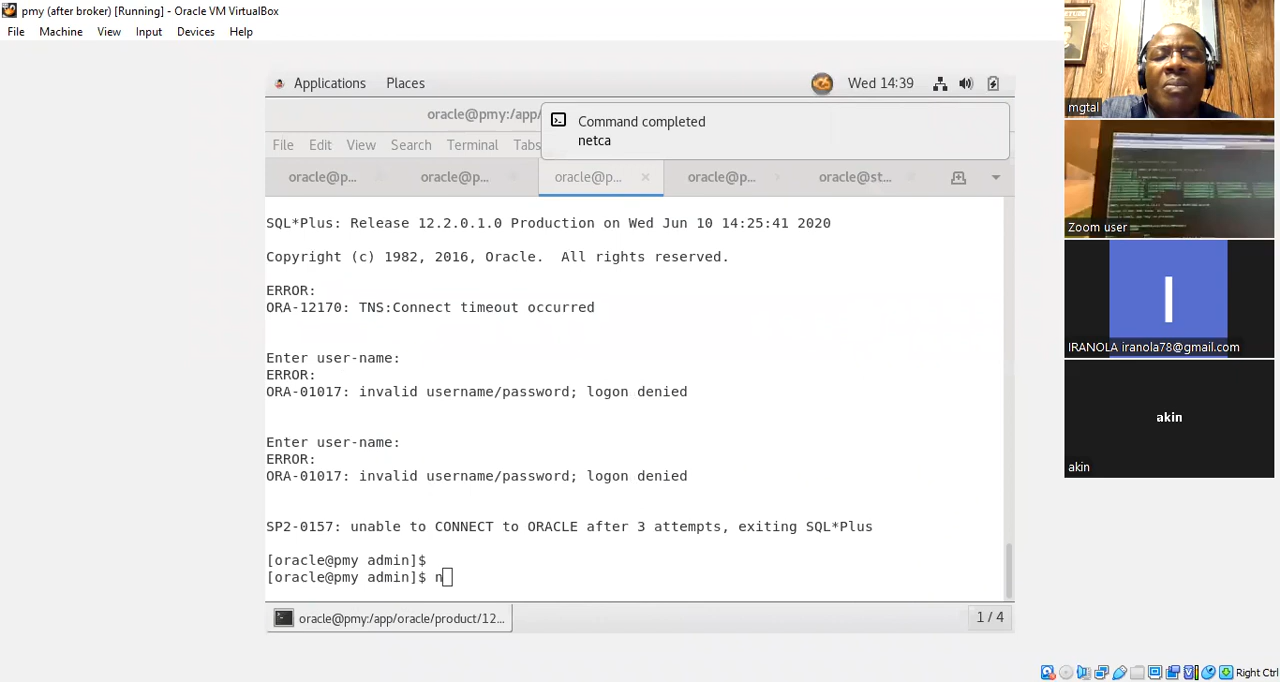 pmy (after broker) [Running] - Oracle VM VirtualBox
File Machine View Input Devices Help
Applications Places
Wed 14:39
oracle@pmy:/app/
Command completed
netca
File Edit View Search Terminal Tabs
oracle@p... oracle@p... oracle@p... × oracle@p... oracle@st...
SQL*Plus: Release 12.2.0.1.0 Production on Wed Jun 10 14:25:41 2020
Copyright (c) 1982, 2016, Oracle.  All rights reserved.
ERROR:
ORA-12170: TNS:Connect timeout occurred
Enter user-name:
ERROR:
ORA-01017: invalid username/password; logon denied
Enter user-name:
ERROR:
ORA-01017: invalid username/password; logon denied
SP2-0157: unable to CONNECT to ORACLE after 3 attempts, exiting SQL*Plus
[oracle@pmy admin]$
[oracle@pmy admin]$ n
oracle@pmy:/app/oracle/product/12...
1 / 4
Right Ctrl
mgtal
Zoom user
I
IRANOLA iranola78@gmail.com
akin
akin